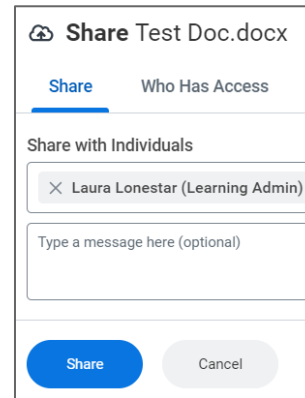 Share Test Doc.docx
Share Who Has Access
Share with Individuals
Laura Lonestar (Learning Admin)
Type a message here (optional)
Share Cancel